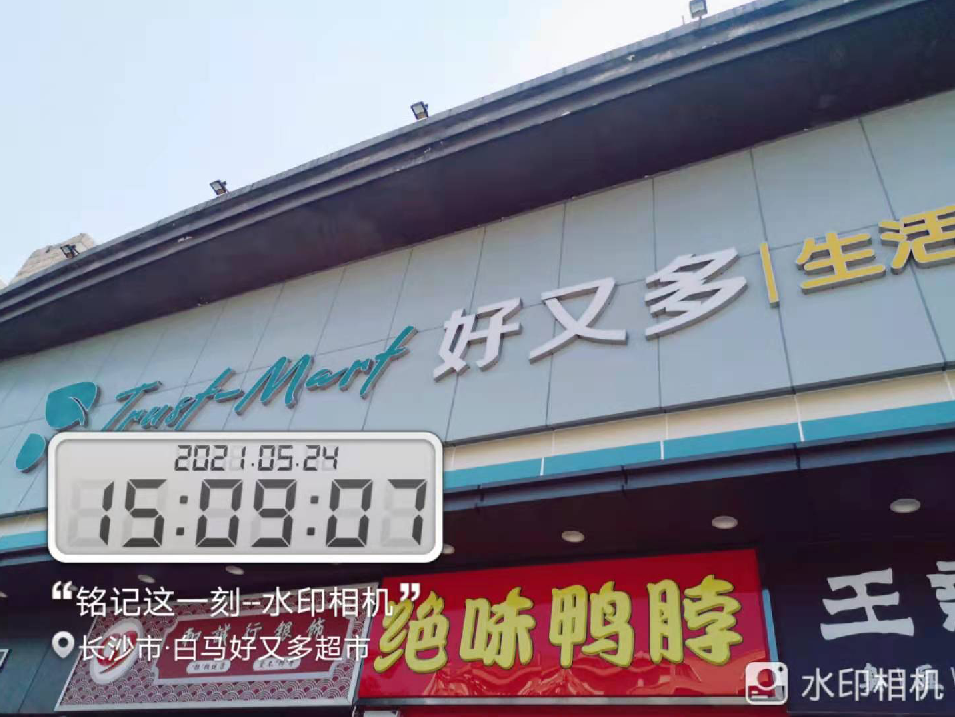 Trust-Mart 好又多 | 生活
2021.05.24
15:09:07
“铭记这一刻--水印相机”
长沙市·白马好又多超市
绝味鸭脖
王
水印相机